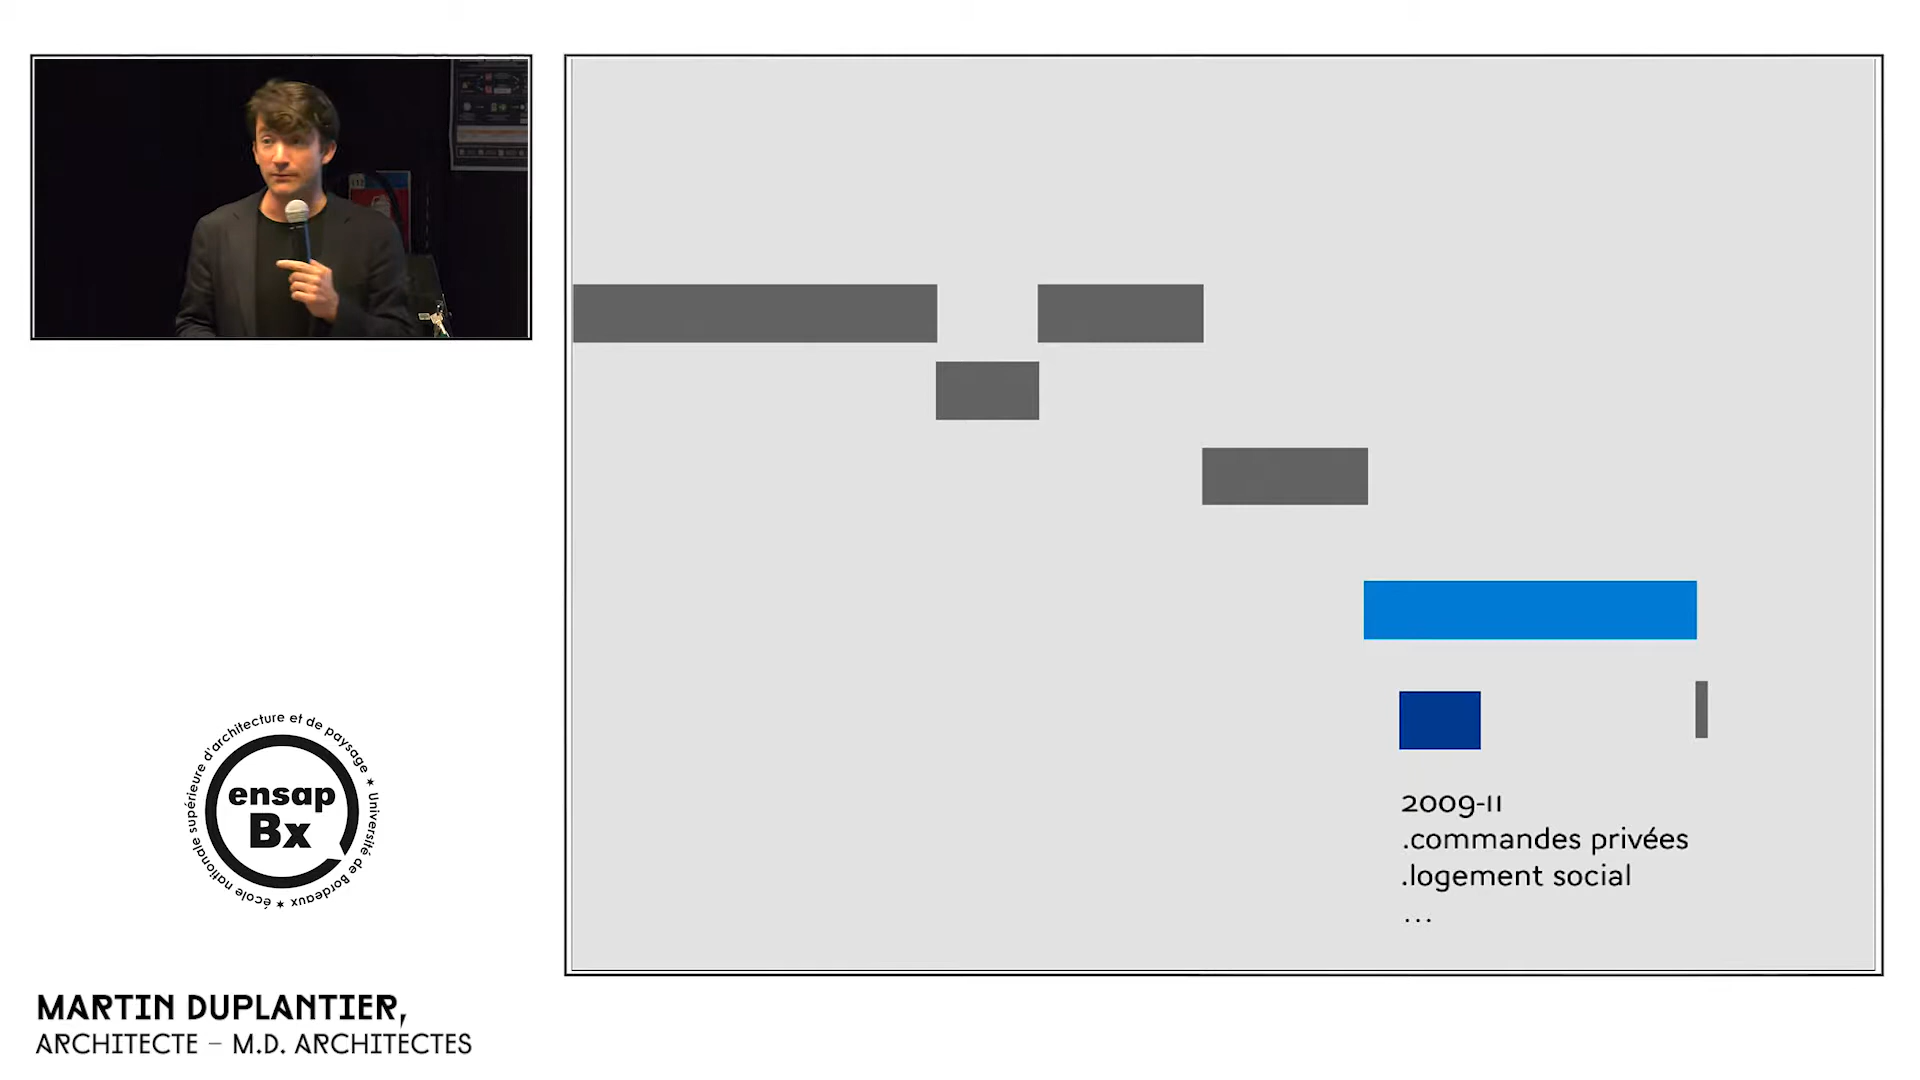 2009-11
.commandes privées
.logement social
...
école nationale supérieure d'architecture et de paysage * Université de Bordeaux *
ensap
Bx
MARTIN DUPLANTIER,
ARCHITECTE – M.D. ARCHITECTES